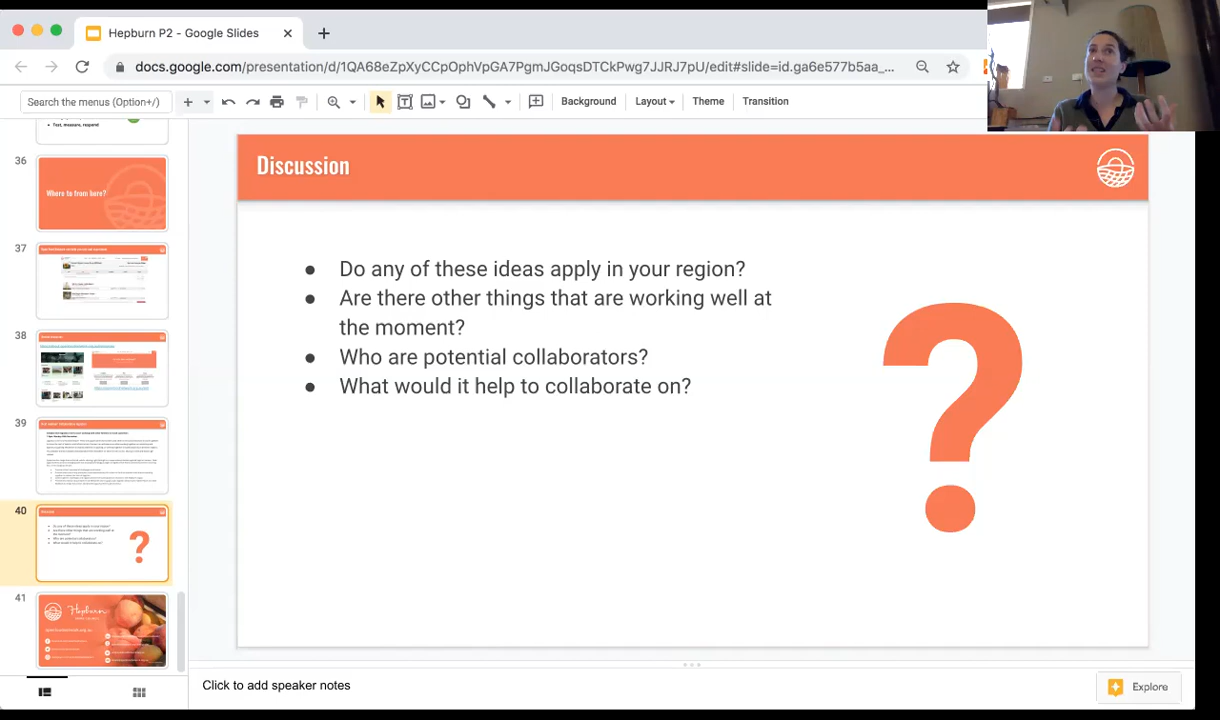 Hepburn P2 - Google Slides
docs.google.com/presentation/d/1QA68eZpXyCCpOphVpGA7PgmJGoqsDTCkPwg7JJRJ7pU/edit#slide=id.ga6e577b5aa_...
Search the menus (Option+/)
Background
Layout
Theme
Transition
Text, measure, respond
36
Where to from here?
37
38
39
40
41
Hepburn
Discussion
● Do any of these ideas apply in your region?
● Are there other things that are working well at
the moment?
● Who are potential collaborators?
● What would it help to collaborate on?
?
Click to add speaker notes
Explore